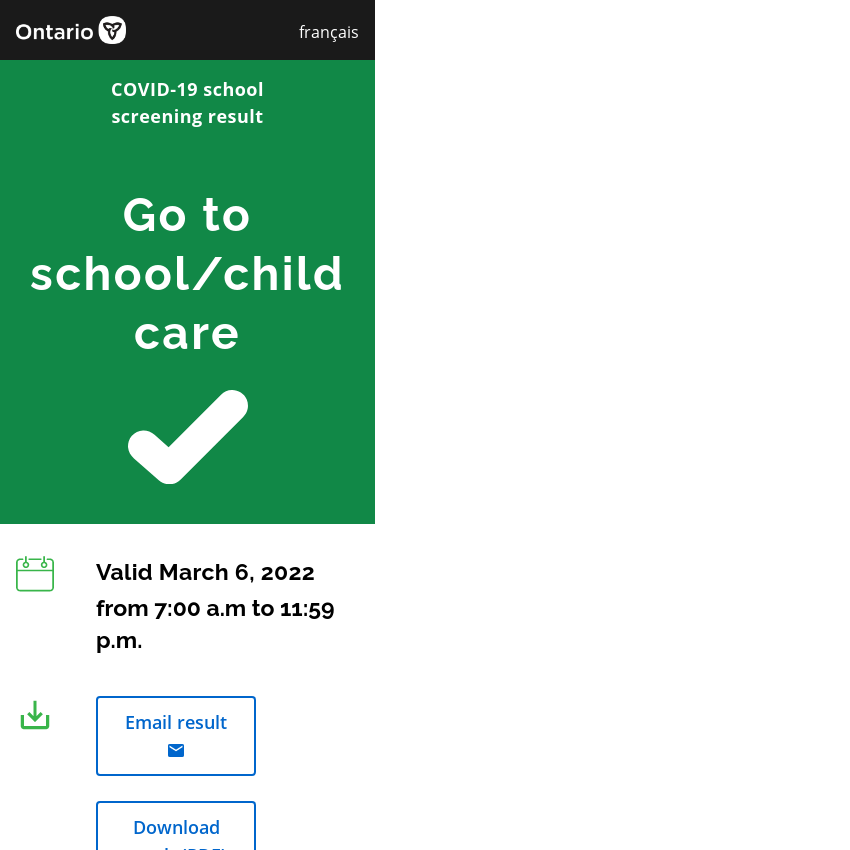 Ontario
français
COVID-19 school
screening result
Go to
school/child
care
Valid March 6, 2022
from 7:00 a.m to 11:59
p.m.
Email result
Download